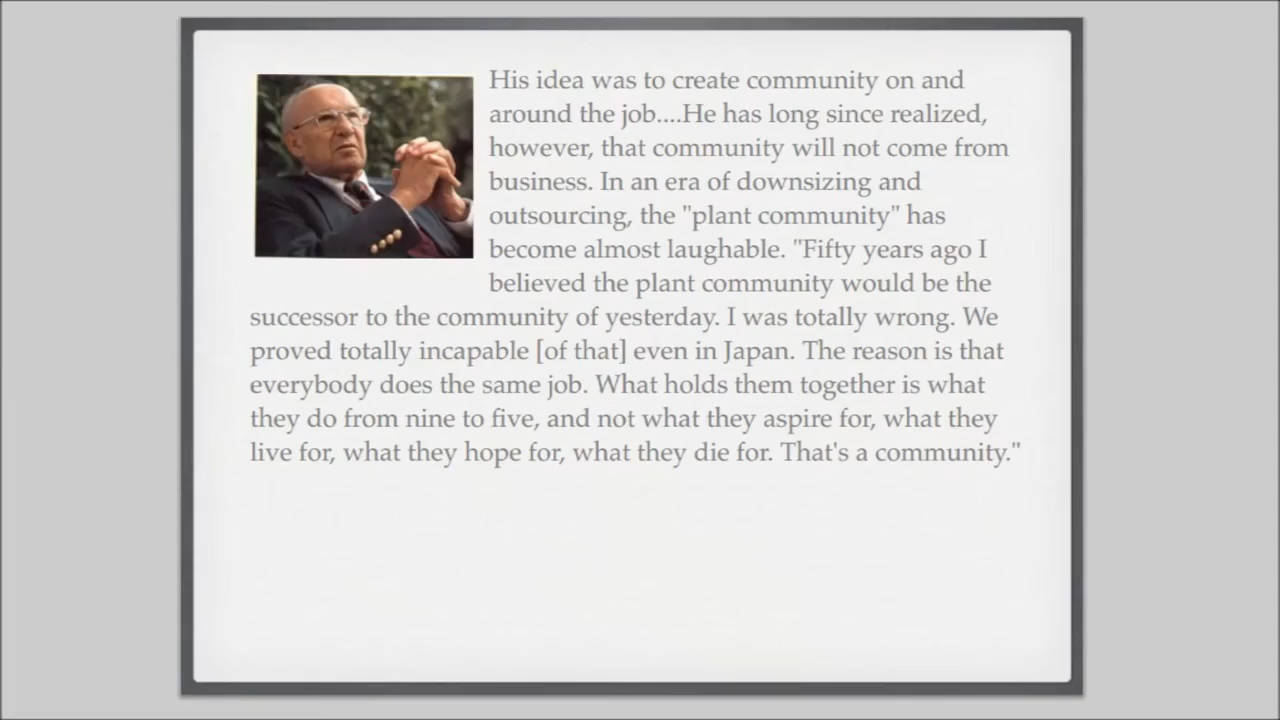 His idea was to create community on and
around the job....He has long since realized,
however, that community will not come from
business. In an era of downsizing and
outsourcing, the "plant community" has
become almost laughable. "Fifty years ago I
believed the plant community would be the
successor to the community of yesterday. I was totally wrong. We
proved totally incapable [of that] even in Japan. The reason is that
everybody does the same job. What holds them together is what
they do from nine to five, and not what they aspire for, what they
live for, what they hope for, what they die for. That's a community."